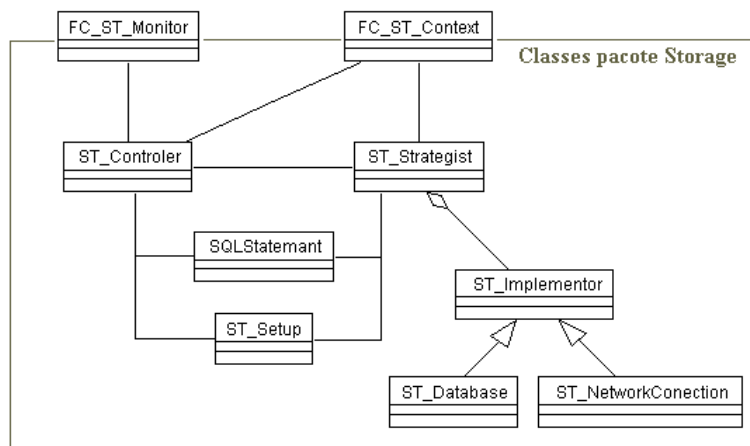 FC_ST_Monitor
FC_ST_Context
Classes pacote Storage
ST_Controler
ST_Strategist
SQLStatemant
ST_Implementor
ST_Setup
ST_Database
ST_NetworkConection